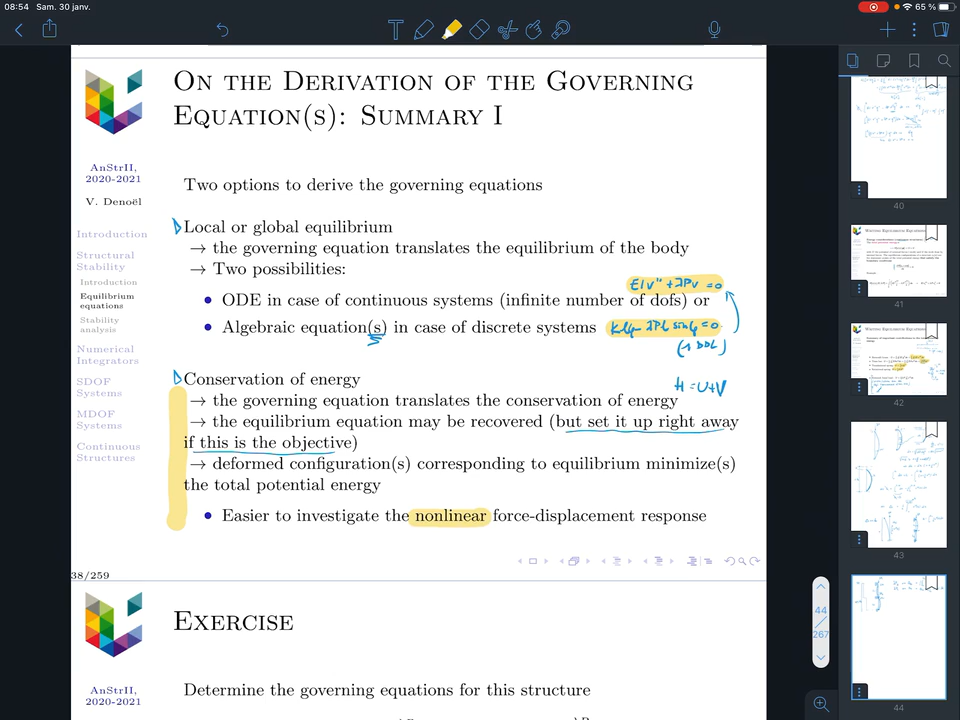 08:54 Sam. 30 janv.
65 %
ON THE DERIVATION OF THE GOVERNING
EQUATION(S): SUMMARY I
AnStrII,
2020-2021
V. Denoël
Introduction
Structural
Stability
Introduction
Equilibrium
equations
Stability
analysis
Numerical
Integrators
SDOF
Systems
MDOF
Systems
Continuous
Structures
Two options to derive the governing equations
Local or global equilibrium
→ the governing equation translates the equilibrium of the body
→ Two possibilities:
EIv'' + 2Pv = 0
• ODE in case of continuous systems (infinite number of dofs) or
• Algebraic equation(s) in case of discrete systems
(1 DDL)
Conservation of energy
H = U+V
→ the governing equation translates the conservation of energy
→ the equilibrium equation may be recovered (but set it up right away
if this is the objective)
→ deformed configuration(s) corresponding to equilibrium minimize(s)
the total potential energy
• Easier to investigate the nonlinear force-displacement response
38/259
EXERCISE
AnStrII,
2020-2021
Determine the governing equations for this structure
40
41
42
43
44
44
267